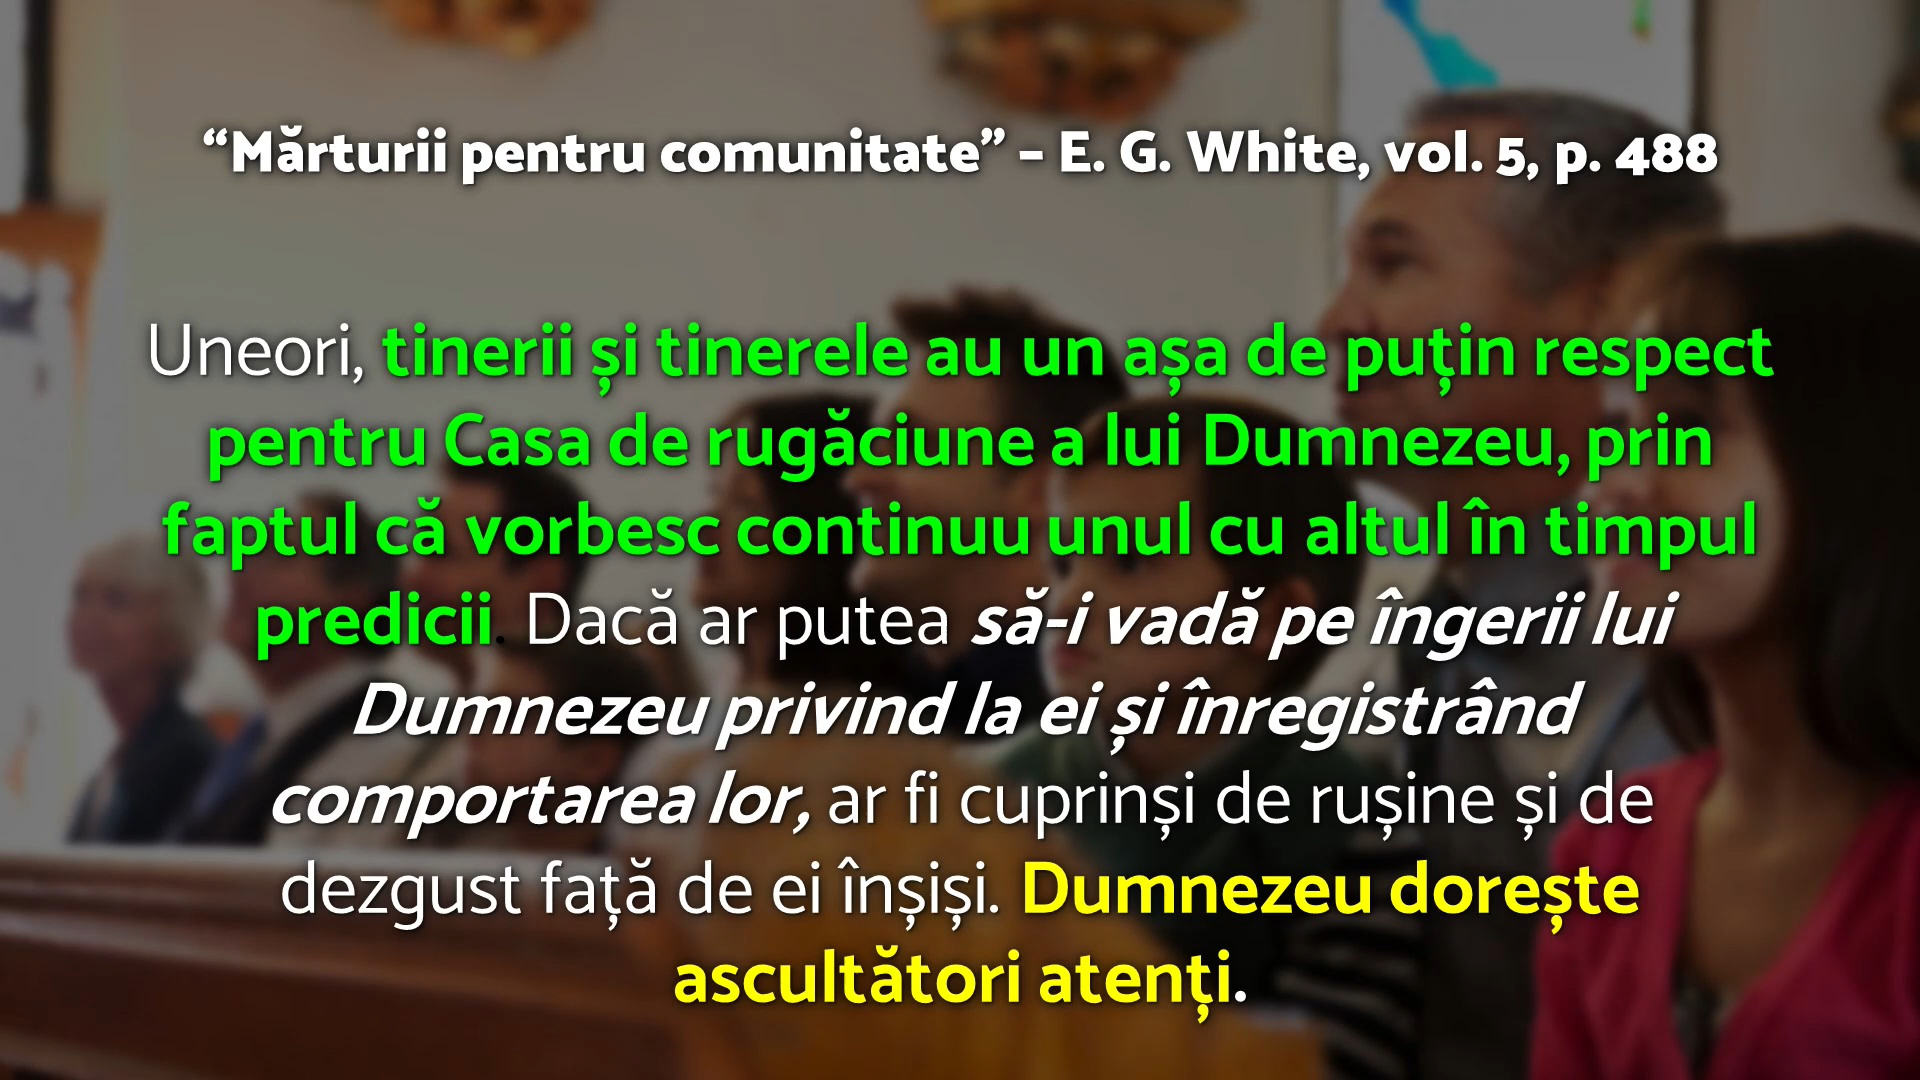 “Mărturii pentru comunitate” – E. G. White, vol. 5, p. 488
Uneori, tinerii și tinerele au un așa de puțin respect
pentru Casa de rugăciune a lui Dumnezeu, prin
faptul că vorbesc continuu unul cu altul în timpul
predicii. Dacă ar putea să-i vadă pe îngerii lui
Dumnezeu privind la ei și înregistrând
comportarea lor, ar fi cuprinși de rușine și de
dezgust față de ei înșiși. Dumnezeu dorește
ascultători atenți.